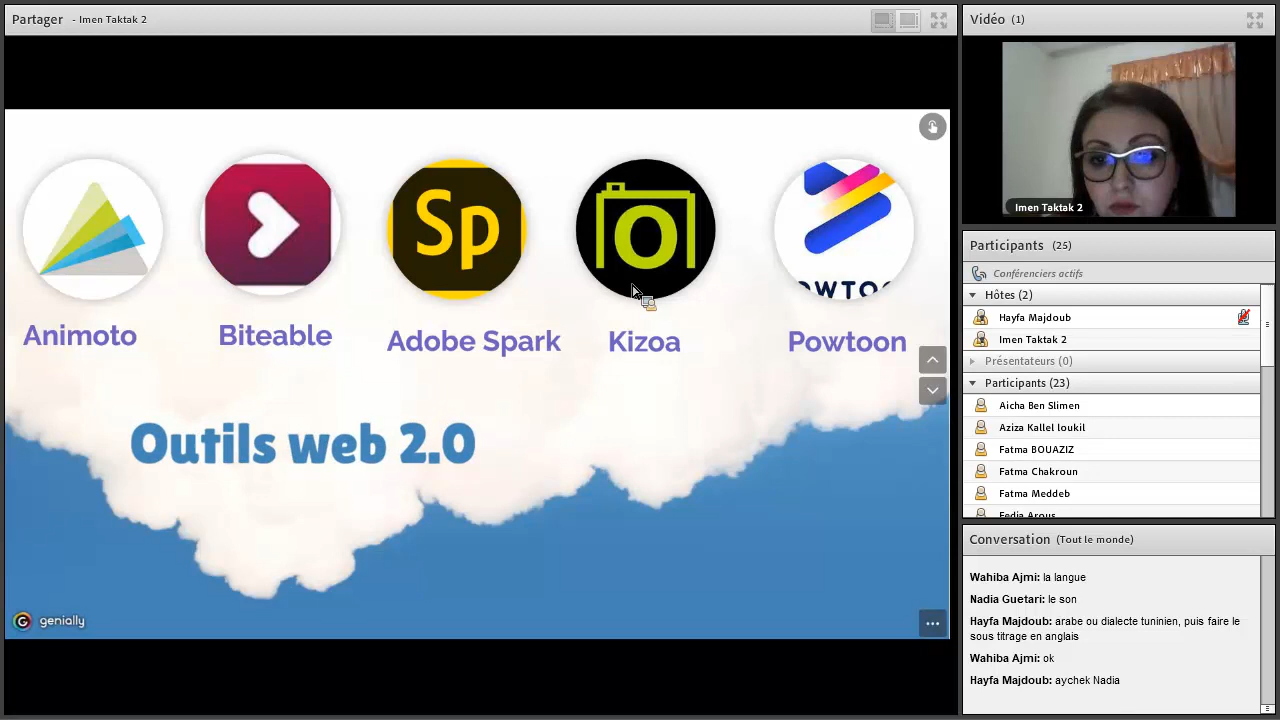 Partager - Imen Taktak 2
Sp
OWTOO
Animoto
Biteable
Adobe Spark
Kizoa
Powtoon
Outils web 2.0
genially
Vidéo (1)
Imen Taktak 2
Participants (25)
Conférenciers actifs
Hôtes (2)
Hayfa Majdoub
Imen Taktak 2
Présentateurs (0)
Participants (23)
Aicha Ben Slimen
Aziza Kallel loukil
Fatma BOUAZIZ
Fatma Chakroun
Fatma Meddeb
Fedia Arous
Conversation (Tout le monde)
Wahiba Ajmi: la langue
Nadia Guetari: le son
Hayfa Majdoub: arabe ou dialecte tuninien, puis faire le
sous titrage en anglais
Wahiba Ajmi: ok
Hayfa Majdoub: aychek Nadia